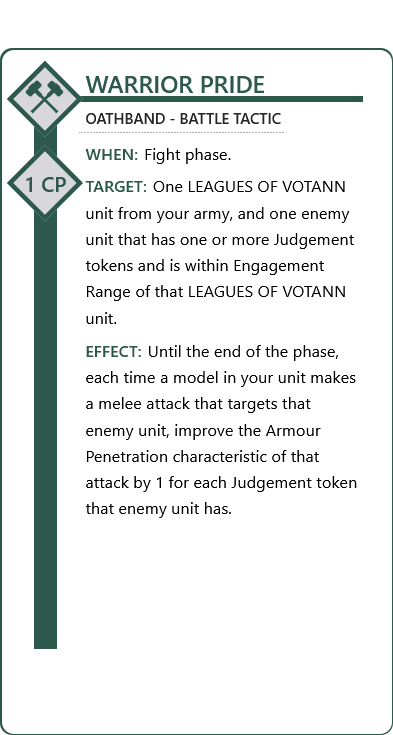 WARRIOR PRIDE
OATHBAND - BATTLE TACTIC
WHEN: Fight phase.
1 CP
TARGET: One LEAGUES OF VOTANN
unit from your army, and one enemy
unit that has one or more Judgement
tokens and is within Engagement
Range of that LEAGUES OF VOTANN
unit.
EFFECT: Until the end of the phase,
each time a model in your unit makes
a melee attack that targets that
enemy unit, improve the Armour
Penetration characteristic of that
attack by 1 for each Judgement token
that enemy unit has.